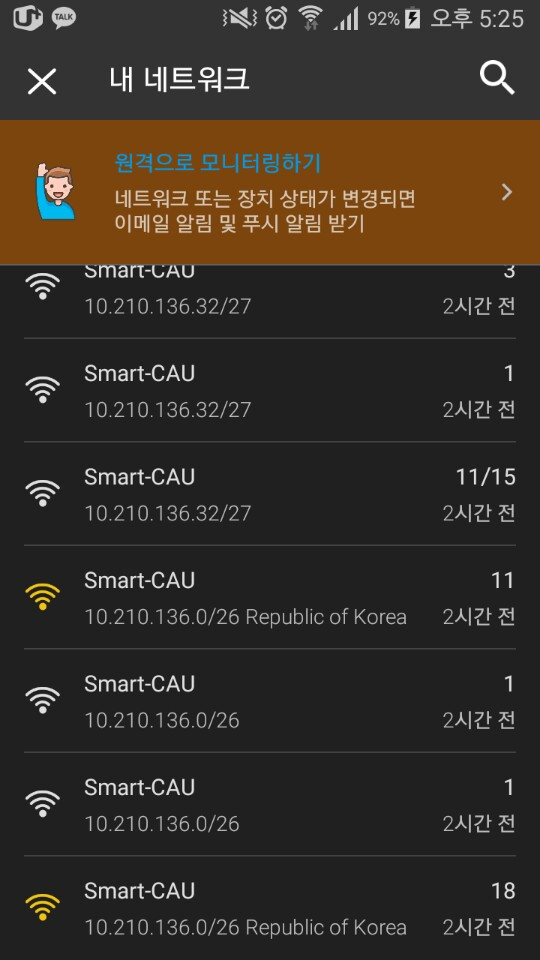 U+ TALK 92% 오후 5:25
내 네트워크
원격으로 모니터링하기
네트워크 또는 장치 상태가 변경되면
이메일 알림 및 푸시 알림 받기
Smart-CAU 3
10.210.136.32/27 2시간 전
Smart-CAU 1
10.210.136.32/27 2시간 전
Smart-CAU 11/15
10.210.136.32/27 2시간 전
Smart-CAU 11
10.210.136.0/26 Republic of Korea 2시간 전
Smart-CAU 1
10.210.136.0/26 2시간 전
Smart-CAU 1
10.210.136.0/26 2시간 전
Smart-CAU 18
10.210.136.0/26 Republic of Korea 2시간 전